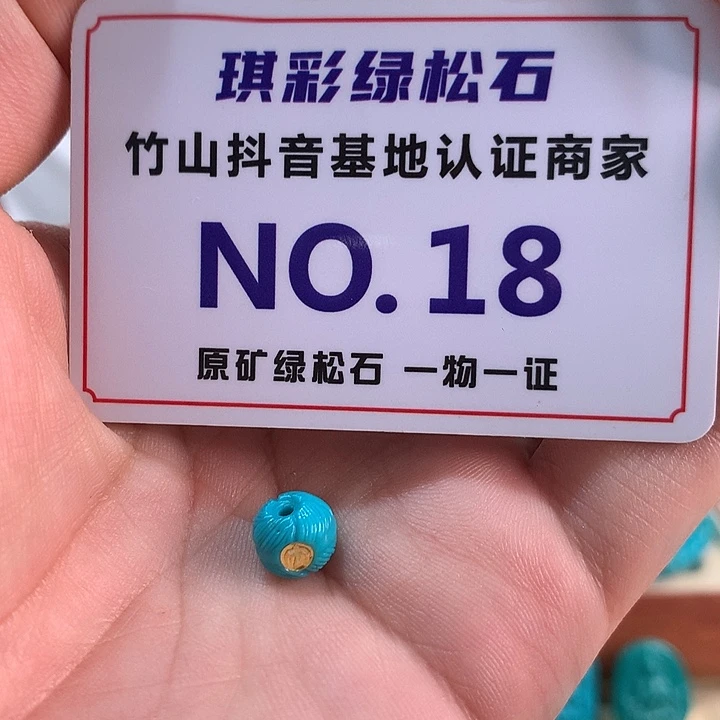 琪彩绿松石
竹山抖音基地认证商家
NO. 18
原矿绿松石 一物一证